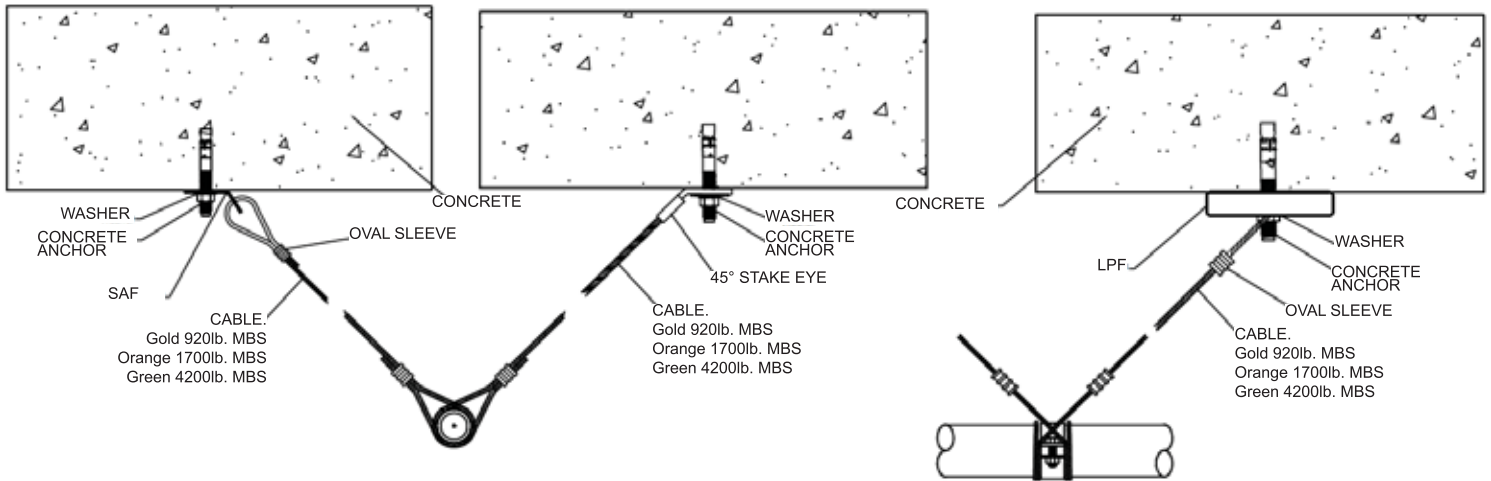 WASHER
CONCRETE
ANCHOR
SAF
CONCRETE
OVAL SLEEVE
CABLE.
Gold 920lb. MBS
Orange 1700lb. MBS
Green 4200lb. MBS
WASHER
CONCRETE
ANCHOR
45° STAKE EYE
CABLE.
Gold 920lb. MBS
Orange 1700lb. MBS
Green 4200lb. MBS
CONCRETE
LPF
WASHER
CONCRETE
ANCHOR
OVAL SLEEVE
CABLE.
Gold 920lb. MBS
Orange 1700lb. MBS
Green 4200lb. MBS